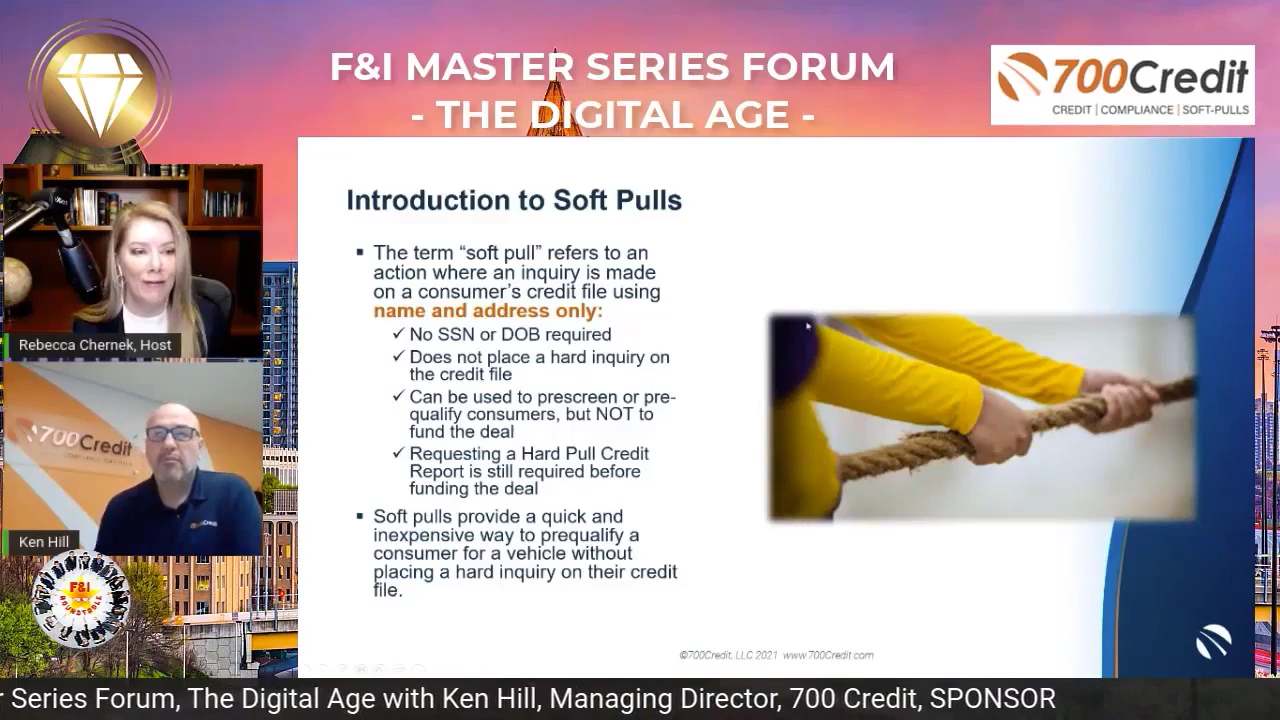 F&I MASTER SERIES FORUM
- THE DIGITAL AGE -
700Credit
CREDIT | COMPLIANCE | SOFT-PULLS
Rebecca Chernek, Host
700Credit
Ken Hill
F&I
ROUNDTABLE
Introduction to Soft Pulls
▪ The term “soft pull” refers to an
action where an inquiry is made
on a consumer’s credit file using
name and address only:
✓ No SSN or DOB required
✓ Does not place a hard inquiry on
the credit file
✓ Can be used to prescreen or pre-
qualify consumers, but NOT to
fund the deal
✓ Requesting a Hard Pull Credit
Report is still required before
funding the deal
▪ Soft pulls provide a quick and
inexpensive way to prequalify a
consumer for a vehicle without
placing a hard inquiry on their credit
file.
©700Credit, LLC 2021 www.700Credit.com
r Series Forum, The Digital Age with Ken Hill, Managing Director, 700 Credit, SPONSOR